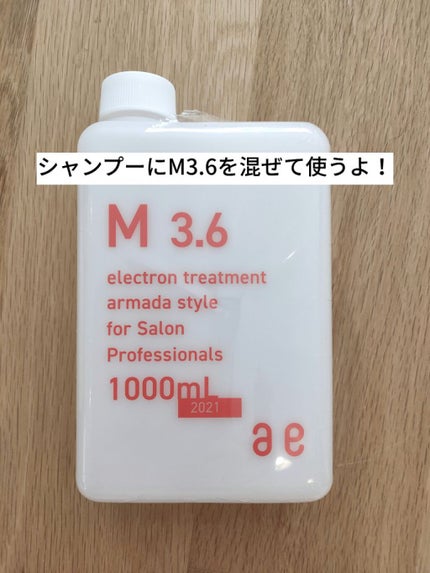 シャンプーにM3.6を混ぜて使うよ！
M 3.6
electron treatment
armada style
for Salon
Professionals
1000mL
2021
ae